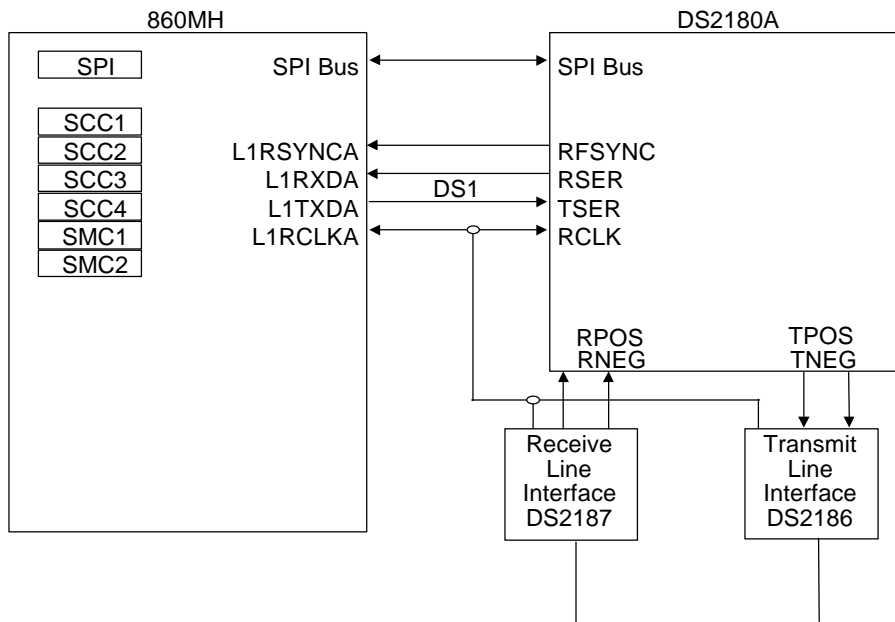 860MH
DS2180A
SPI
SPI Bus
SPI Bus
SCC1
SCC2
L1RSYNCA
RFSYNC
SCC3
L1RXDA
RSER
DS1
SCC4
L1TXDA
TSER
SMC1
L1RCLKA
RCLK
SMC2
RPOS
RNEG
TPOS
TNEG
Receive
Line
Interface
DS2187
Transmit
Line
Interface
DS2186